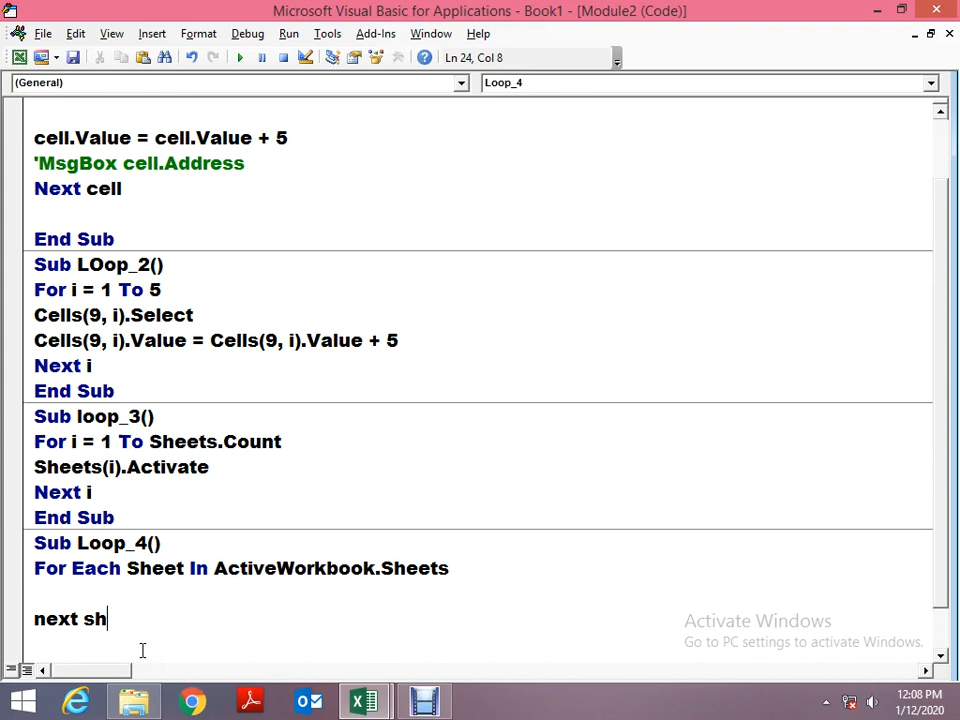 Microsoft Visual Basic for Applications - Book1 - [Module2 (Code)]
File Edit View Insert Format Debug Run Tools Add-Ins Window Help
Ln 24, Col 8
(General) Loop_4
cell.Value = cell.Value + 5
'MsgBox cell.Address
Next cell
End Sub
Sub LOop_2()
For i = 1 To 5
Cells(9, i).Select
Cells(9, i).Value = Cells(9, i).Value + 5
Next i
End Sub
Sub loop_3()
For i = 1 To Sheets.Count
Sheets(i).Activate
Next i
End Sub
Sub Loop_4()
For Each Sheet In ActiveWorkbook.Sheets
next sh
Activate Windows
Go to PC settings to activate Windows.
12:08 PM
1/12/2020